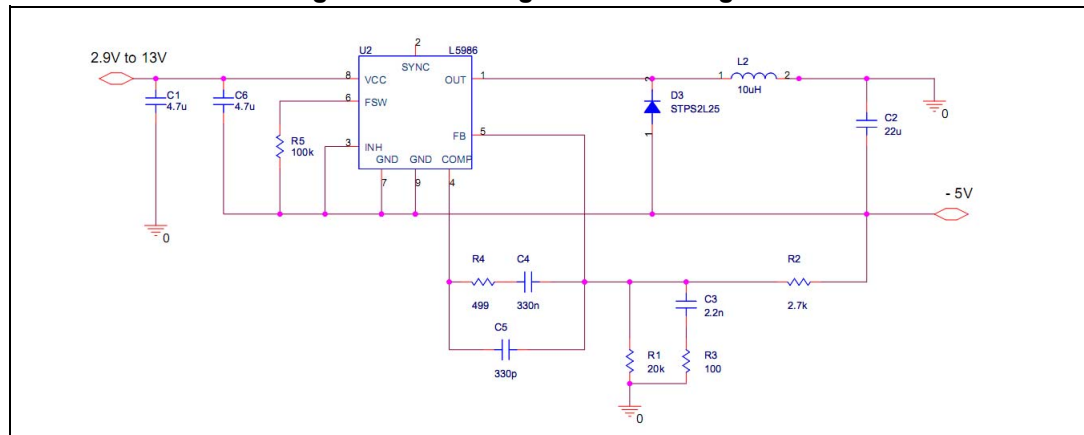 2.9V to 13V
U2
L5986
2
SYNC
8
VCC
OUT
1
6
FSW
FB
5
3
INH
GND
GND
COMP
7
9
4
C1
4.7u
C6
4.7u
R5
100k
0
2
D3
STPS2L25
1
L2
1
2
10uH
0
C2
22u
- 5V
R4
499
C4
330n
C5
330p
R2
2.7k
C3
2.2n
R1
20k
R3
100
0